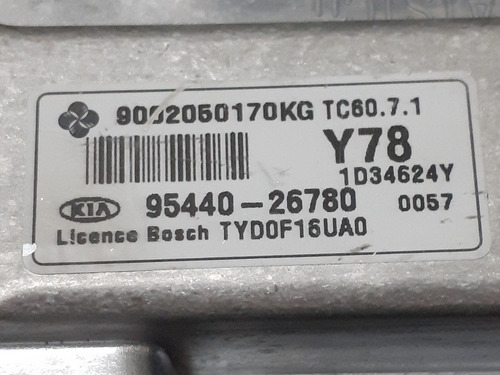 9002050170KG TC60.7.1
Y78
1D34624Y
KIA 95440-26780 0057
Licence Bosch TYD0F16UA0